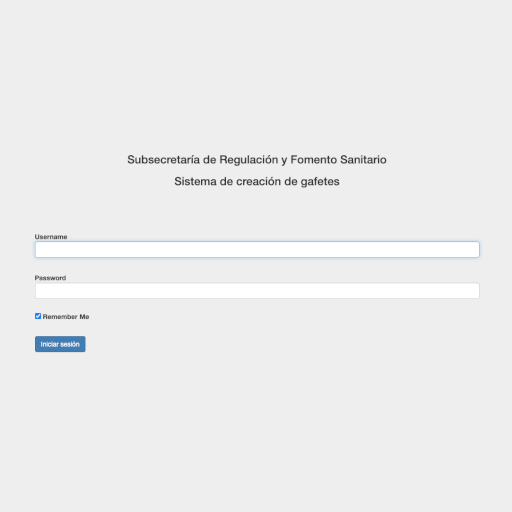 Subsecretaría de Regulación y Fomento Sanitario
Sistema de creación de gafetes
Username
Password
Remember Me
Iniciar sesión